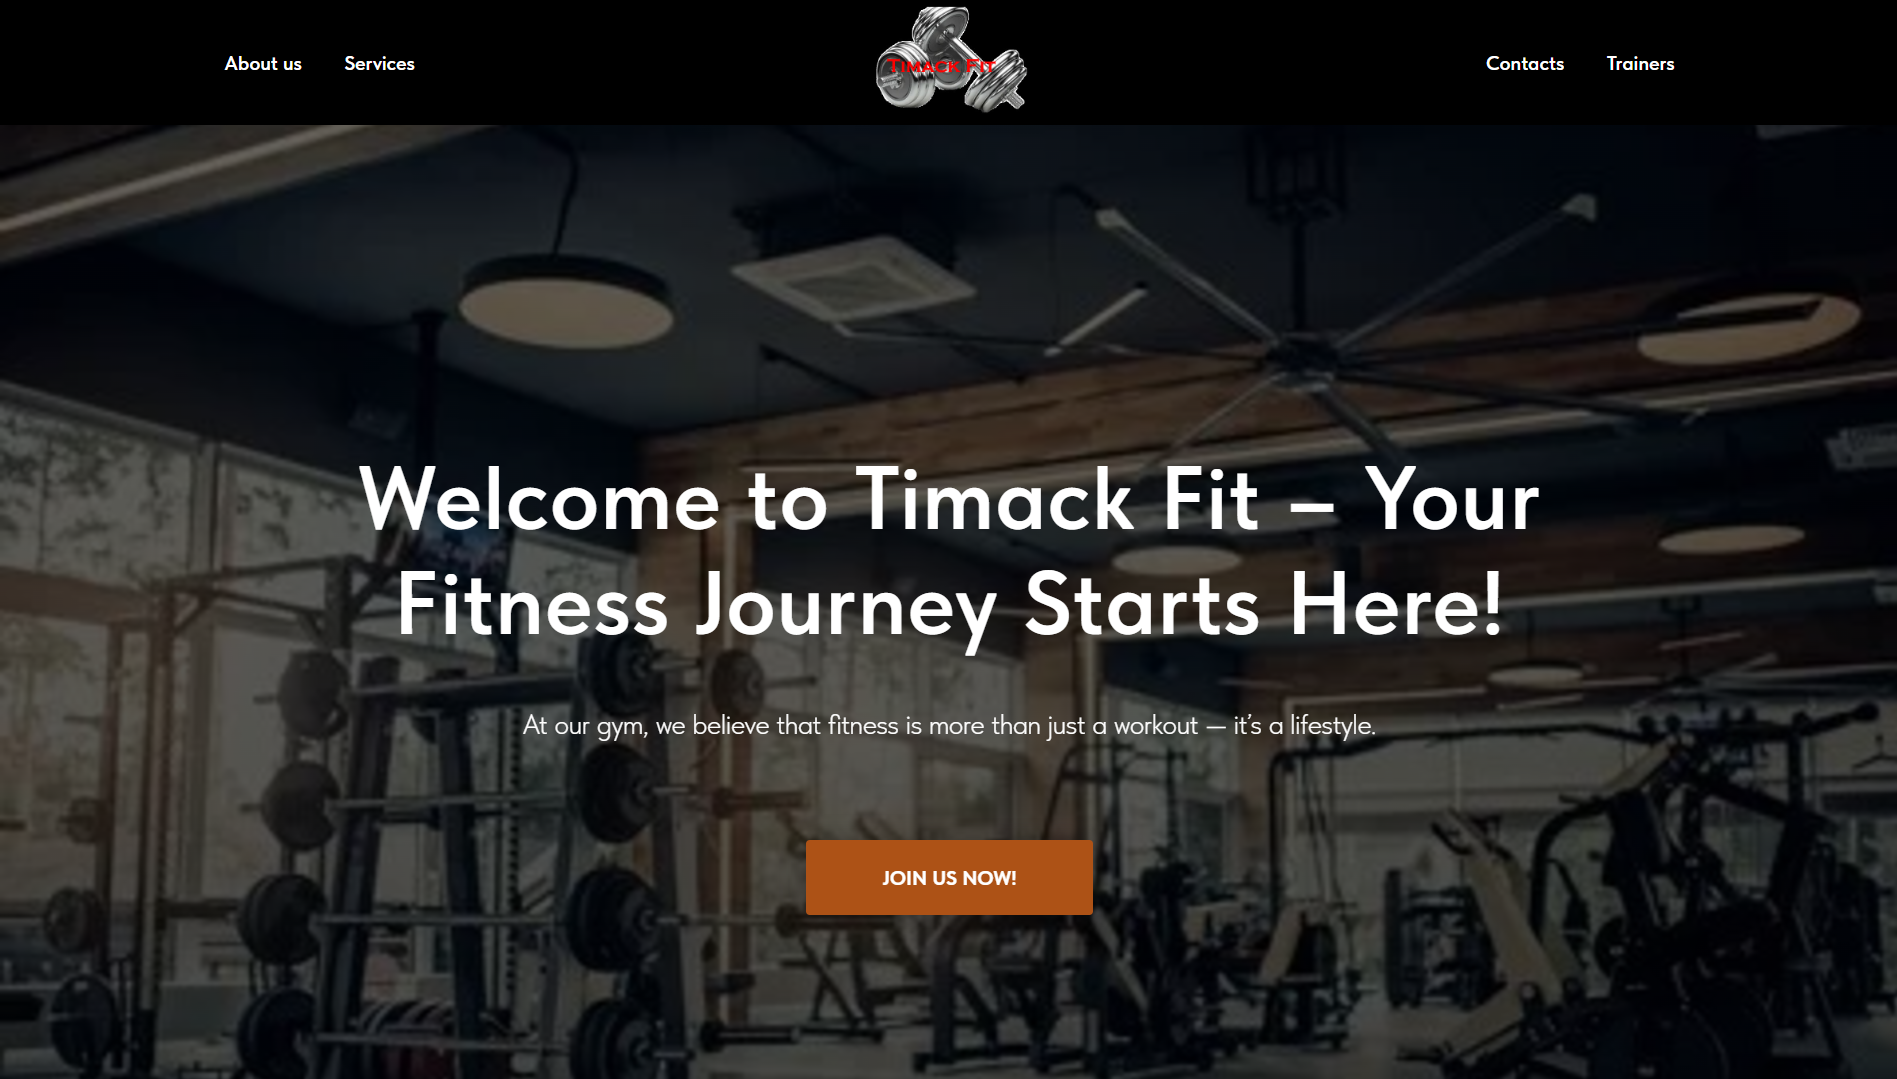 About us
Services
Timack Fit
Contacts
Trainers
Welcome to Timack Fit – Your
Fitness Journey Starts Here!
At our gym, we believe that fitness is more than just a workout — it's a lifestyle.
JOIN US NOW!